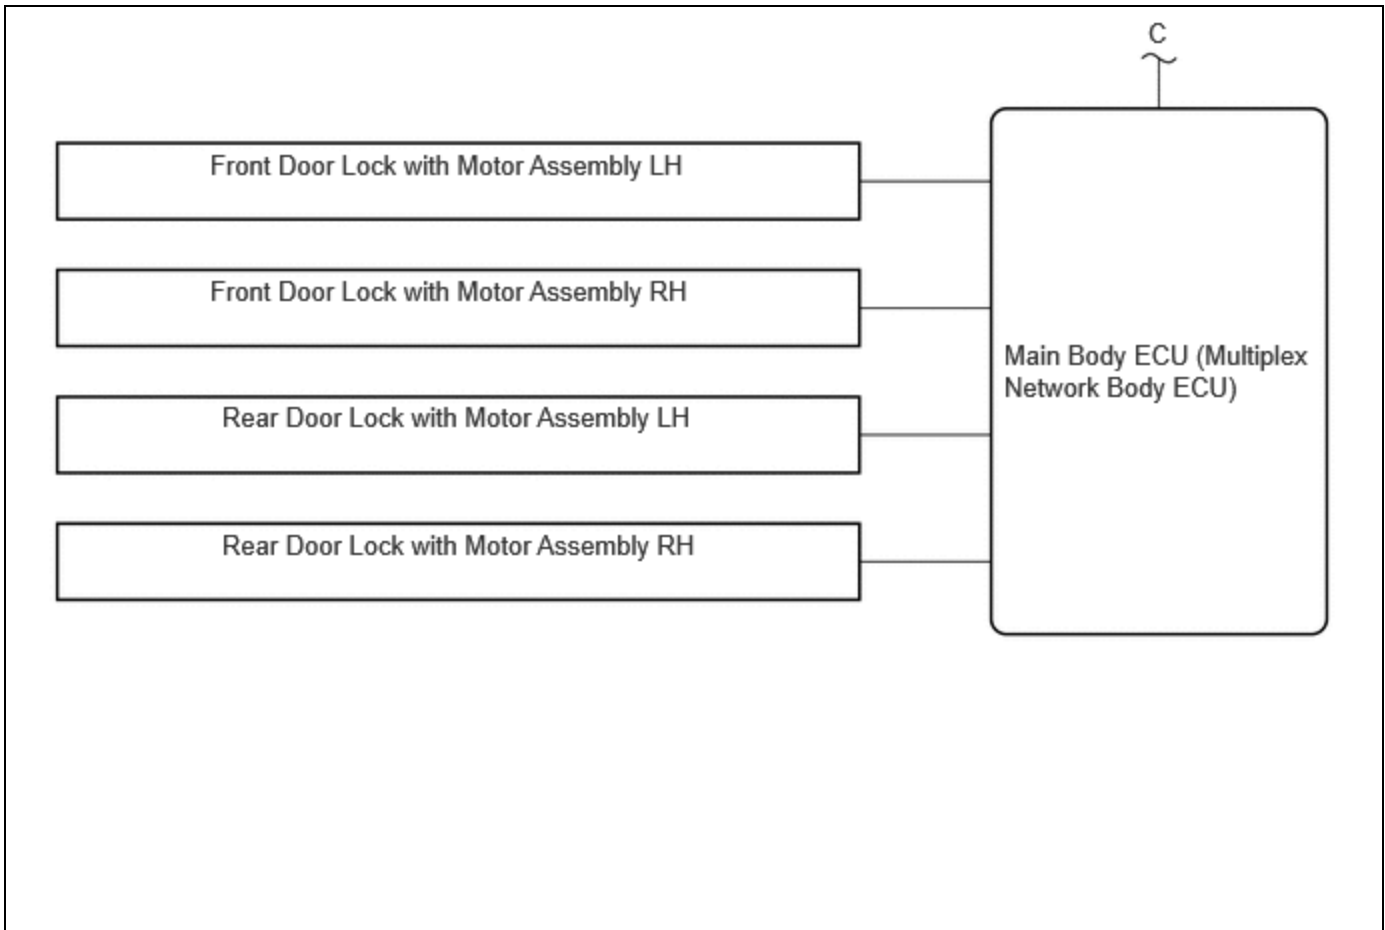 C
Front Door Lock with Motor Assembly LH
Front Door Lock with Motor Assembly RH
Main Body ECU (Multiplex
Network Body ECU)
Rear Door Lock with Motor Assembly LH
Rear Door Lock with Motor Assembly RH